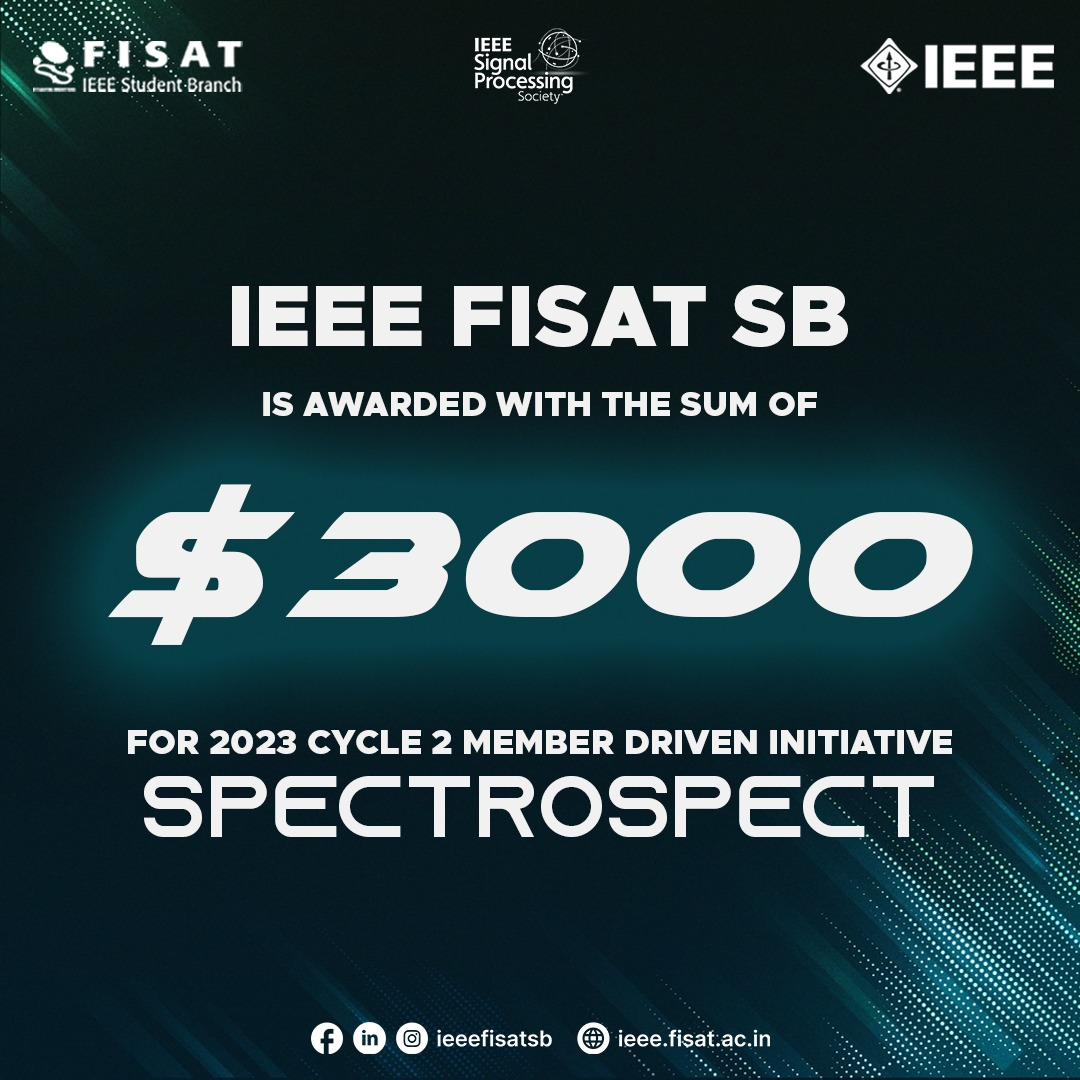 FISAT
IEEE Student Branch
IEEE
Signal
Processing
Society
IEEE
IEEE FISAT SB
IS AWARDED WITH THE SUM OF
$3000
FOR 2023 CYCLE 2 MEMBER DRIVEN INITIATIVE
SPECTROSPECT
ieeefisatsb
ieee.fisat.ac.in